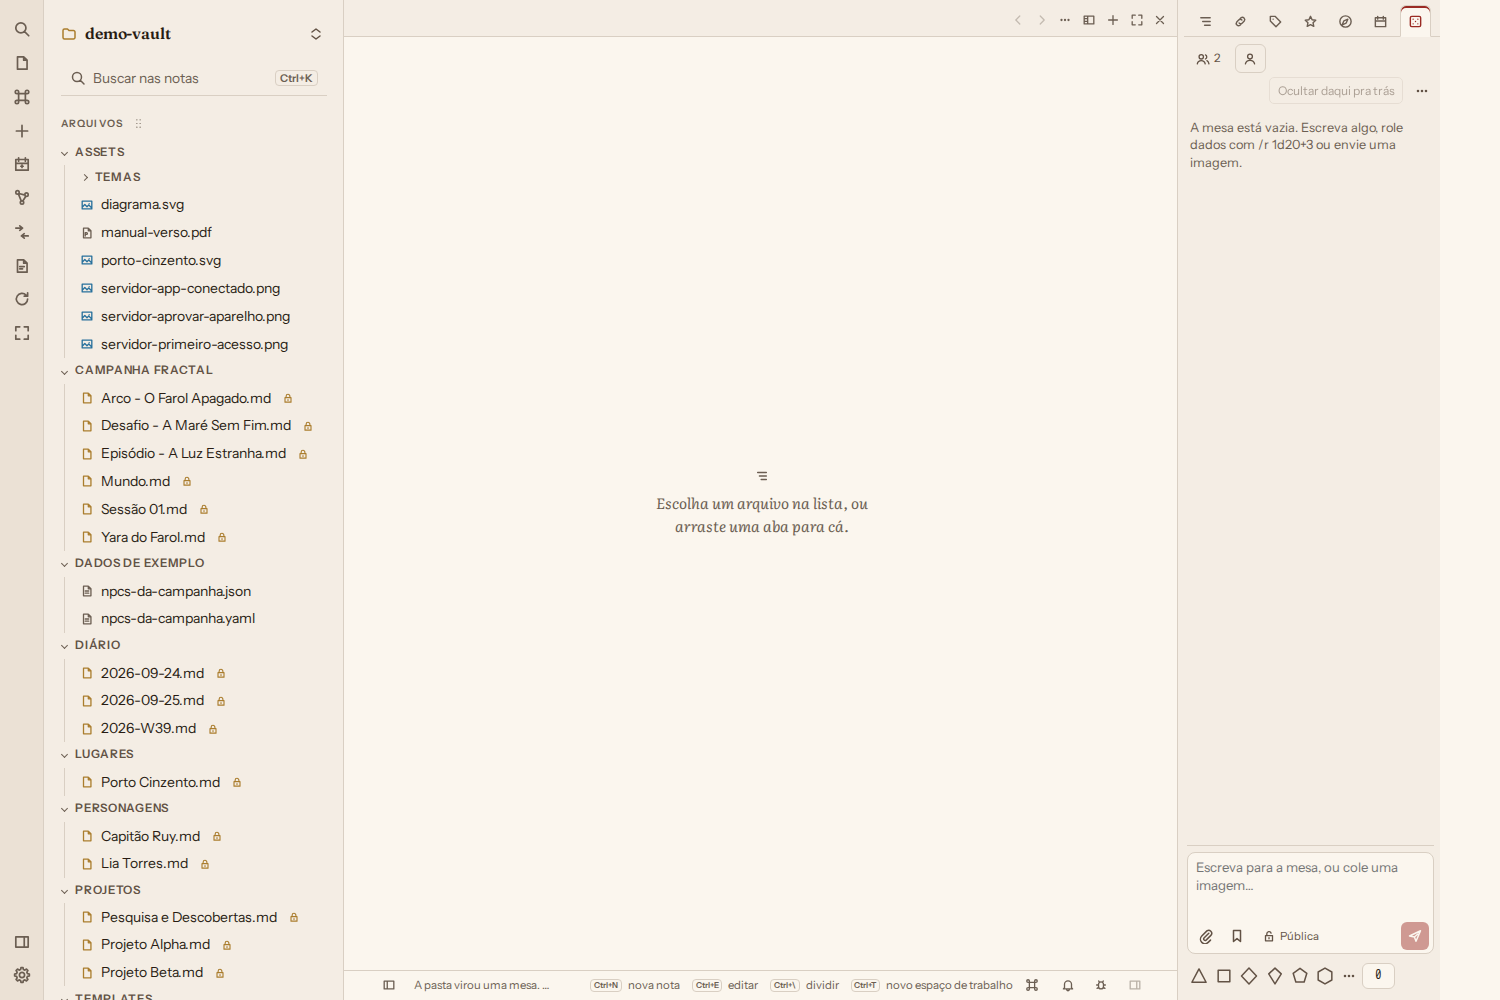 demo-vault
Buscar nas notas
Ctrl+K
ARQUIVOS
ASSETS
TEMAS
diagrama.svg
manual-verso.pdf
porto-cinzento.svg
servidor-app-conectado.png
servidor-aprovar-aparelho.png
servidor-primeiro-acesso.png
CAMPANHA FRACTAL
Arco - O Farol Apagado.md
Desafio - A Maré Sem Fim.md
Episódio - A Luz Estranha.md
Mundo.md
Sessão 01.md
Yara do Farol.md
DADOS DE EXEMPLO
npcs-da-campanha.json
npcs-da-campanha.yaml
DIÁRIO
2026-09-24.md
2026-09-25.md
2026-W39.md
LUGARES
Porto Cinzento.md
PERSONAGENS
Capitão Ruy.md
Lia Torres.md
PROJETOS
Pesquisa e Descobertas.md
Projeto Alpha.md
Projeto Beta.md
TEMPLATES
Escolha um arquivo na lista, ou
arraste uma aba para cá.
A pasta virou uma mesa. ...
Ctrl+N nova nota Ctrl+E editar Ctrl+\ dividir Ctrl+T novo espaço de trabalho
2
Ocultar daqui pra trás
A mesa está vazia. Escreva algo, role
dados com /r 1d20+3 ou envie uma
imagem.
Escreva para a mesa, ou cole uma
imagem...
Pública
0